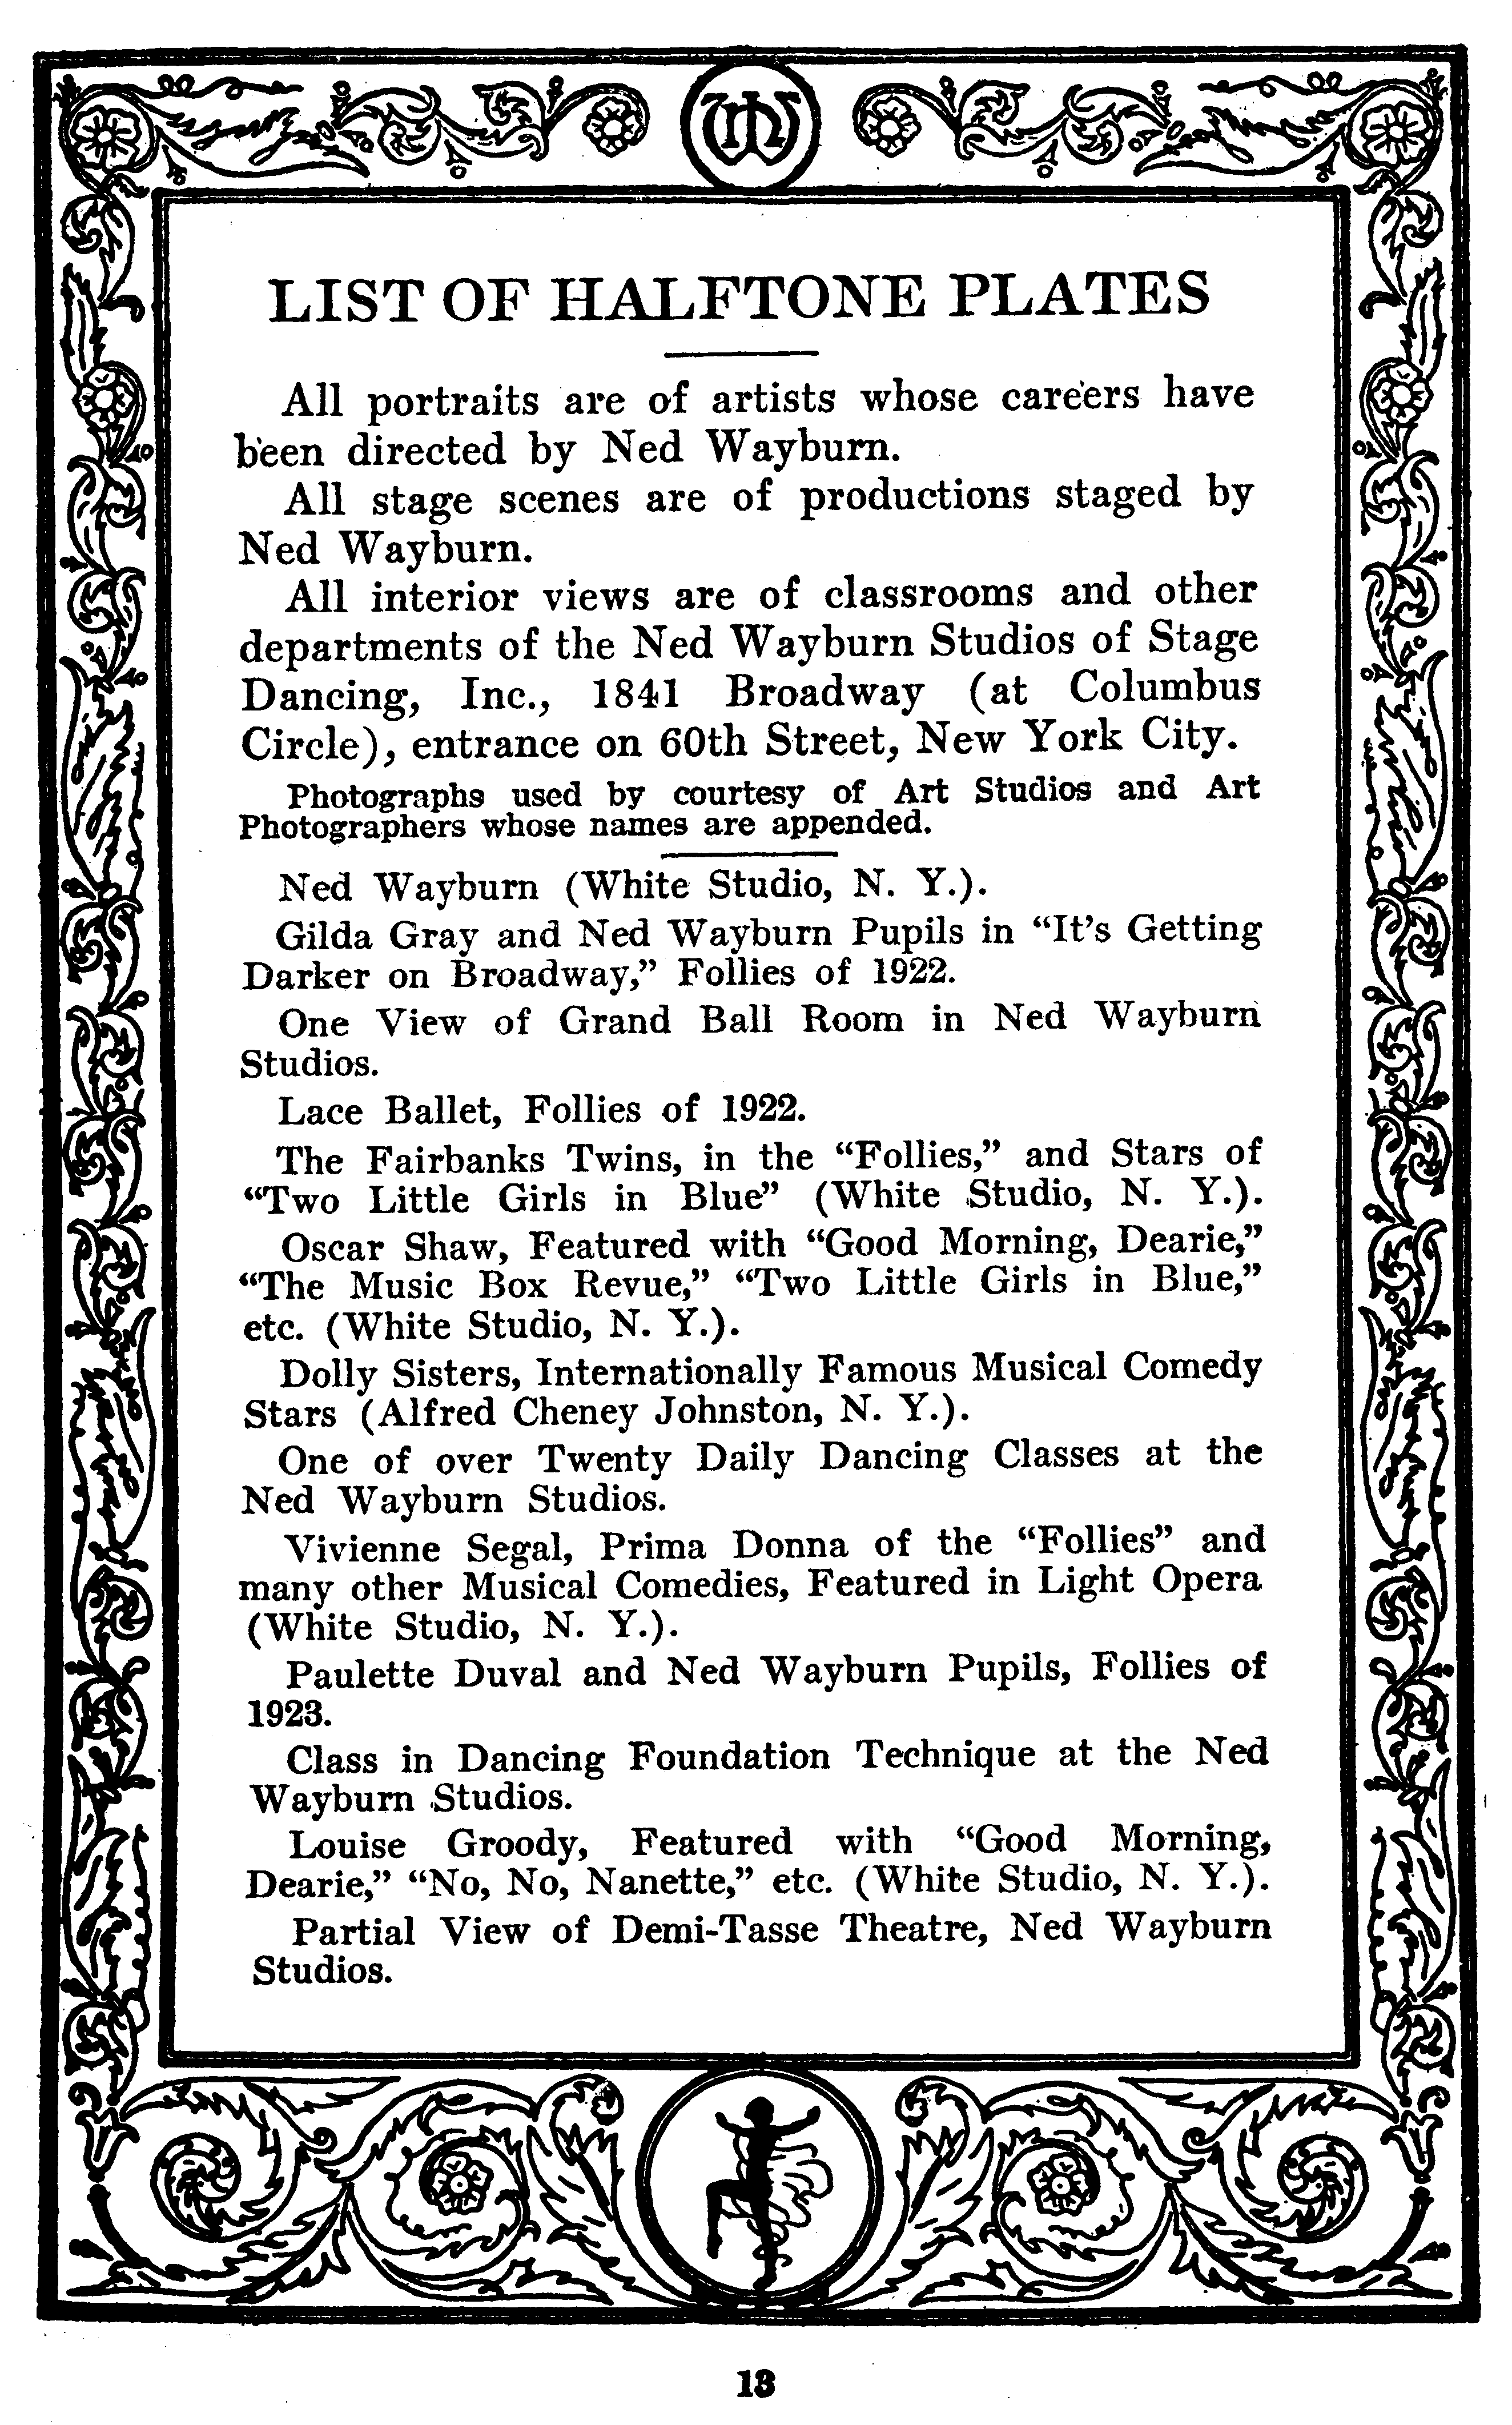 LIST OF HALFTONE PLATES
All portraits are of artists whose careers have
been directed by Ned Wayburn.
All stage scenes are of productions staged by
Ned Wayburn.
All interior views are of classrooms and other
departments of the Ned Wayburn Studios of Stage
Dancing, Inc., 1841 Broadway (at Columbus
Circle), entrance on 60th Street, New York City.
Photographs used by courtesy of Art Studios and Art
Photographers whose names are appended.
Ned Wayburn (White Studio, N. Y.).
Gilda Gray and Ned Wayburn Pupils in “It’s Getting
Darker on Broadway,” Follies of 1922.
One View of Grand Ball Room in Ned Wayburn
Studios.
Lace Ballet, Follies of 1922.
The Fairbanks Twins, in the “Follies,” and Stars of
“Two Little Girls in Blue” (White Studio, N. Y.).
Oscar Shaw, Featured with “Good Morning, Dearie,”
“The Music Box Revue,” “Two Little Girls in Blue,”
etc. (White Studio, N. Y.).
Dolly Sisters, Internationally Famous Musical Comedy
Stars (Alfred Cheney Johnston, N. Y.).
One of over Twenty Daily Dancing Classes at the
Ned Wayburn Studios.
Vivienne Segal, Prima Donna of the “Follies” and
many other Musical Comedies, Featured in Light Opera
(White Studio, N. Y.).
Paulette Duval and Ned Wayburn Pupils, Follies of
1923.
Class in Dancing Foundation Technique at the Ned
Wayburn Studios.
Louise Groody, Featured with “Good Morning,
Dearie,” “No, No, Nanette,” etc. (White Studio, N. Y.).
Partial View of Demi-Tasse Theatre, Ned Wayburn
Studios.
13